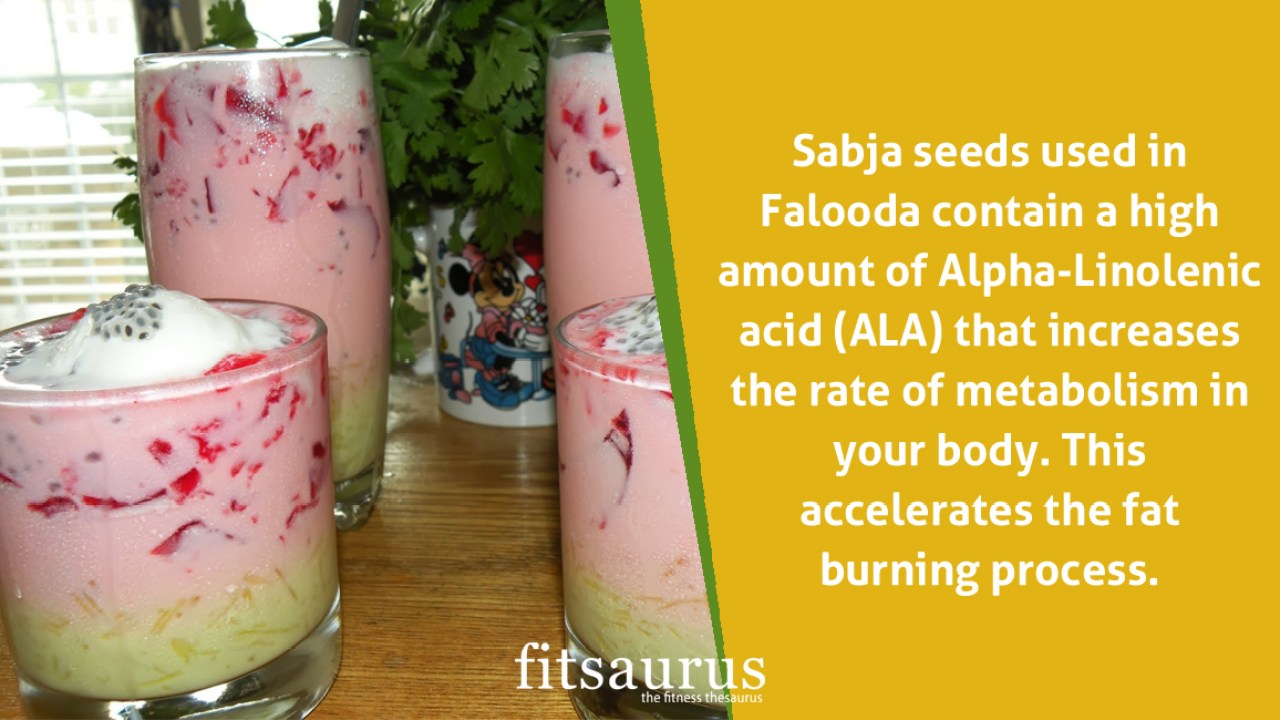 Sabja seeds used in
Falooda contain a high
amount of Alpha-Linolenic
acid (ALA) that increases
the rate of metabolism in
your body. This
accelerates the fat
burning process.
fitsaurus
the fitness thesaurus